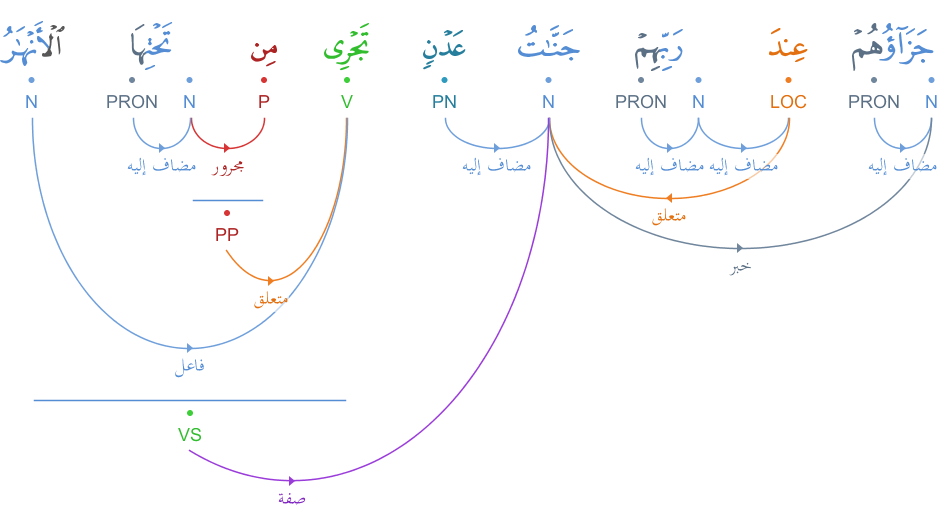 جَزَآؤُهُمْ عِندَ رَبِّهِمْ جَنَّٰتُ عَدْنٍ تَجْرِى مِن تَحْتِهَا ٱلْأَنْهَٰرُ
N PRON LOC N PRON N PN V P N PRON N
مضاف إليه مضاف إليه مضاف إليه مضاف إليه مجرور مضاف إليه
متعلق
PP
خبر
متعلق
فاعل
VS
صفة